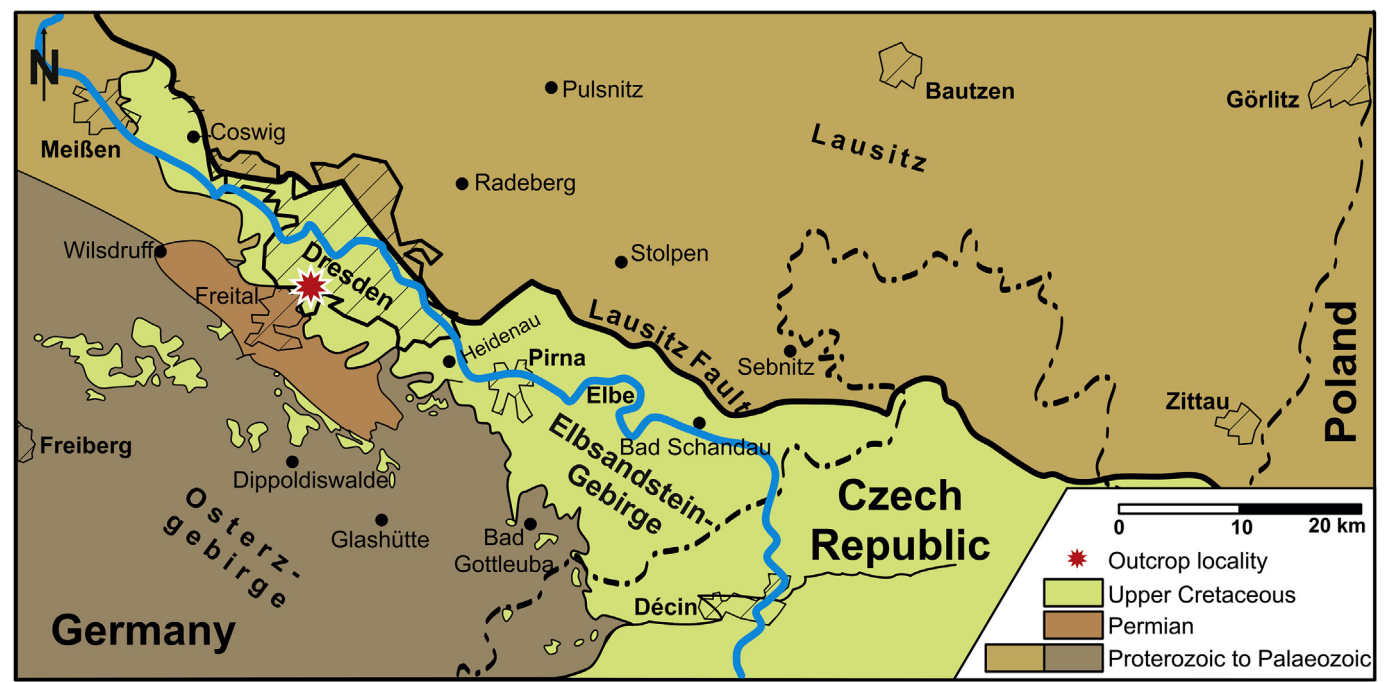 N
Pulsnitz
Bautzen
Görlitz
Coswig
Meißen
Lausitz
Radeberg
Wilsdruff
Stolpen
Dresden
Freital
Lausitz Fault
Heidenau
Pirna
Sebnitz
Elbe
Poland
Zittau
Freiberg
Bad Schandau
Elbsandstein-
Gebirge
Dippoldiswalde
Czech
Republic
Osterz-
gebirge
Glashütte
Bad
Gottleuba
Décin
Germany
0 10 20 km
Outcrop locality
Upper Cretaceous
Permian
Proterozoic to Palaeozoic